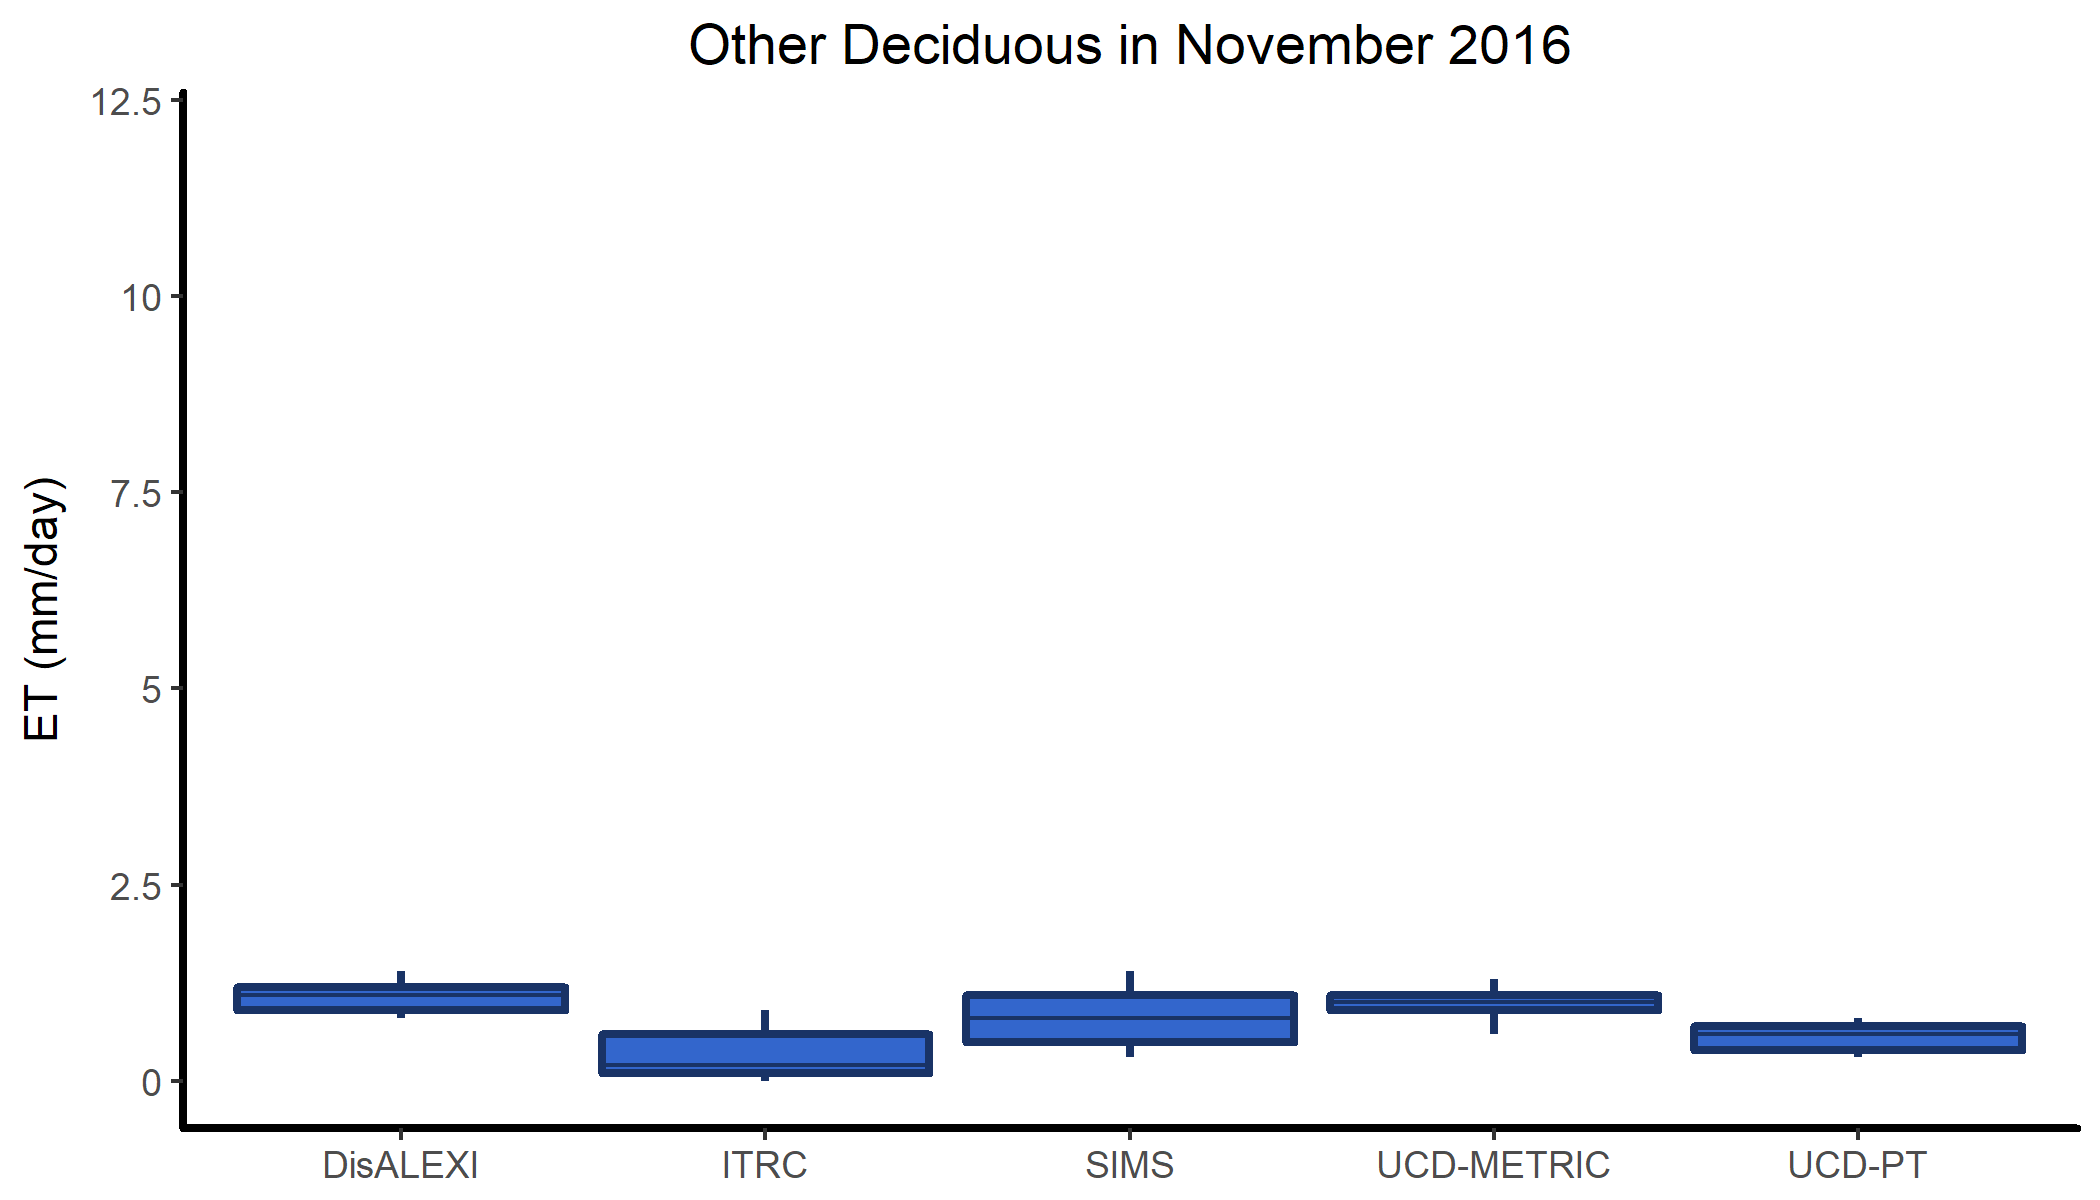 Other Deciduous in November 2016
12.5
10
7.5
5
2.5
0
ET (mm/day)
DisALEXI ITRC SIMS UCD-METRIC UCD-PT